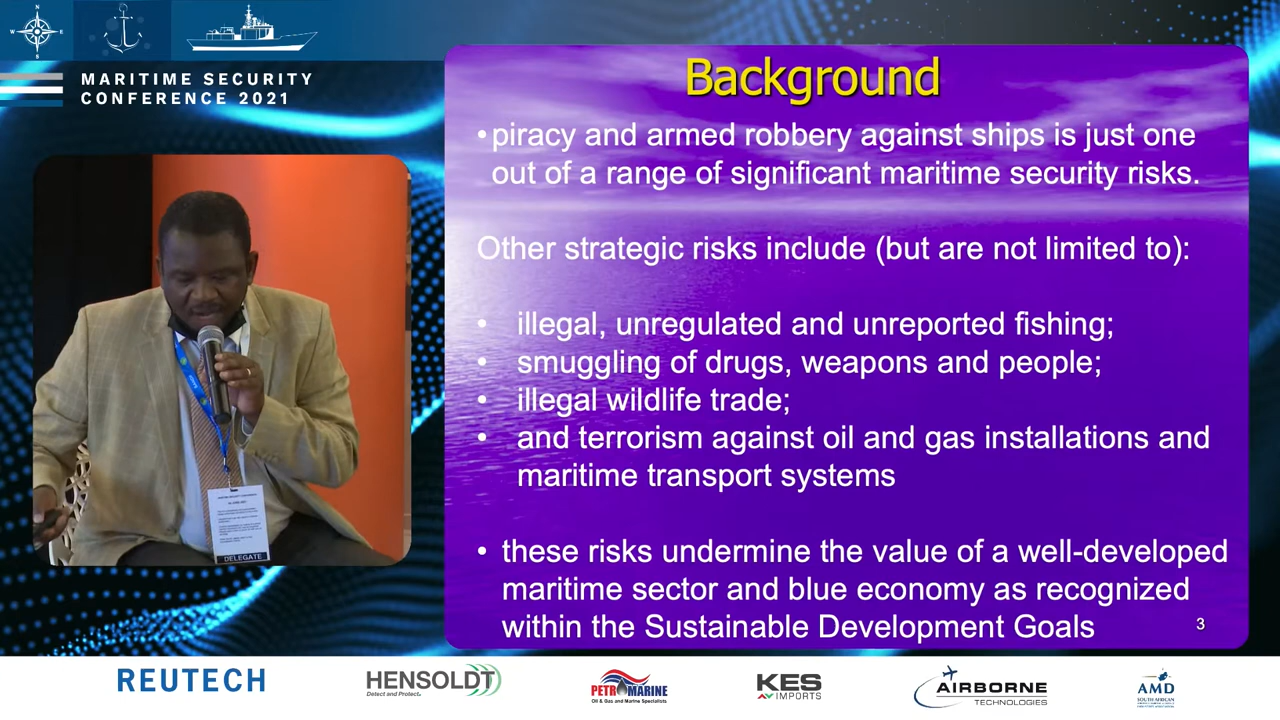 N
W E
S
MARITIME SECURITY
CONFERENCE 2021
Background
• piracy and armed robbery against ships is just one
out of a range of significant maritime security risks.
Other strategic risks include (but are not limited to):
• illegal, unregulated and unreported fishing;
• smuggling of drugs, weapons and people;
• illegal wildlife trade;
• and terrorism against oil and gas installations and
maritime transport systems
• these risks undermine the value of a well-developed
maritime sector and blue economy as recognized
within the Sustainable Development Goals
3
DELEGATE
REUTECH
HENSOLDT
Detect and Protect.
PETROMARINE
Oil & Gas and Marine Specialists
KES
IMPORTS
AIRBORNE
TECHNOLOGIES
AMD
SOUTH AFRICAN